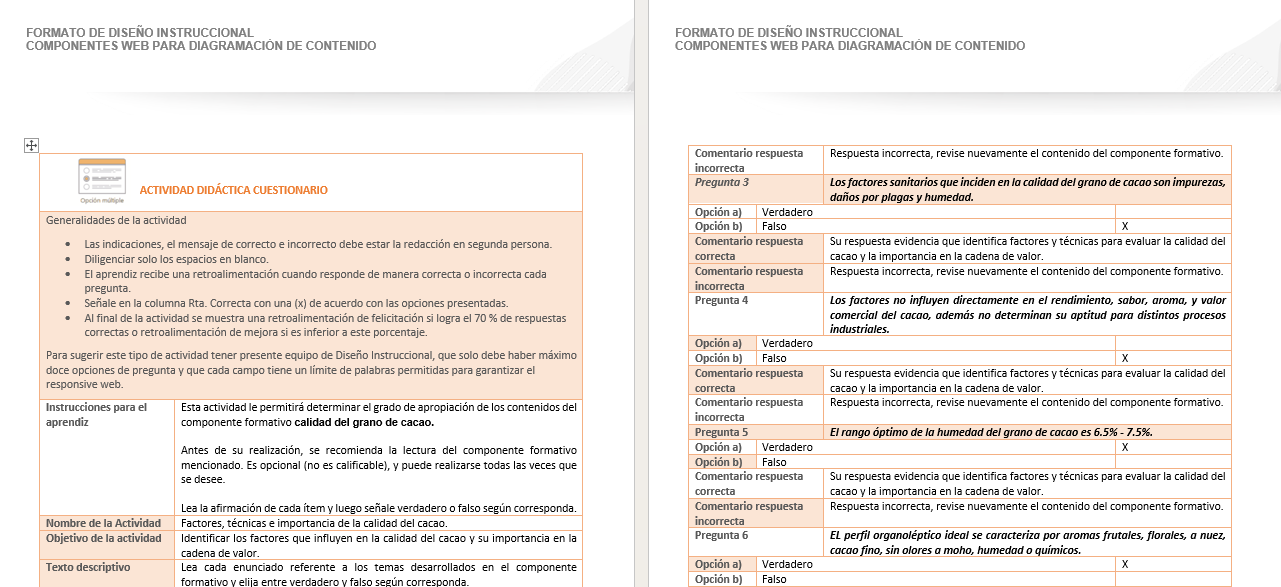 FORMATO DE DISEÑO INSTRUCCIONAL
COMPONENTES WEB PARA DIAGRAMACIÓN DE CONTENIDO
Opción múltiple
ACTIVIDAD DIDÁCTICA CUESTIONARIO
Generalidades de la actividad
• Las indicaciones, el mensaje de correcto e incorrecto debe estar la redacción en segunda persona.
• Diligenciar solo los espacios en blanco.
• El aprendiz recibe una retroalimentación cuando responde de manera correcta o incorrecta cada
pregunta.
• Señale en la columna Rta. Correcta con una (x) de acuerdo con las opciones presentadas.
• Al final de la actividad se muestra una retroalimentación de felicitación si logra el 70 % de respuestas
correctas o retroalimentación de mejora si es inferior a este porcentaje.
Para sugerir este tipo de actividad tener presente equipo de Diseño Instruccional, que solo debe haber máximo
doce opciones de pregunta y que cada campo tiene un límite de palabras permitidas para garantizar el
responsive web.
Instrucciones para el
aprendiz
Esta actividad le permitirá determinar el grado de apropiación de los contenidos del
componente formativo calidad del grano de cacao.
Antes de su realización, se recomienda la lectura del componente formativo
mencionado. Es opcional (no es calificable), y puede realizarse todas las veces que
se desee.
Lea la afirmación de cada ítem y luego señale verdadero o falso según corresponda.
Nombre de la Actividad Factores, técnicas e importancia de la calidad del cacao.
Objetivo de la actividad Identificar los factores que influyen en la calidad del cacao y su importancia en la
cadena de valor.
Texto descriptivo Lea cada enunciado referente a los temas desarrollados en el componente
formativo y elija entre verdadero y falso según corresponda.
FORMATO DE DISEÑO INSTRUCCIONAL
COMPONENTES WEB PARA DIAGRAMACIÓN DE CONTENIDO
Comentario respuesta Respuesta incorrecta, revise nuevamente el contenido del componente formativo.
incorrecta
Pregunta 3 Los factores sanitarios que inciden en la calidad del grano de cacao son impurezas,
daños por plagas y humedad.
Opción a) Verdadero
Opción b) Falso X
Comentario respuesta Su respuesta evidencia que identifica factores y técnicas para evaluar la calidad del
correcta cacao y la importancia en la cadena de valor.
Comentario respuesta Respuesta incorrecta, revise nuevamente el contenido del componente formativo.
incorrecta
Pregunta 4 Los factores no influyen directamente en el rendimiento, sabor, aroma, y valor
comercial del cacao, además no determinan su aptitud para distintos procesos
industriales.
Opción a) Verdadero
Opción b) Falso X
Comentario respuesta Su respuesta evidencia que identifica factores y técnicas para evaluar la calidad del
correcta cacao y la importancia en la cadena de valor.
Comentario respuesta Respuesta incorrecta, revise nuevamente el contenido del componente formativo.
incorrecta
Pregunta 5 El rango óptimo de la humedad del grano de cacao es 6.5% - 7.5%.
Opción a) Verdadero X
Opción b) Falso
Comentario respuesta Su respuesta evidencia que identifica factores y técnicas para evaluar la calidad del
correcta cacao y la importancia en la cadena de valor.
Comentario respuesta Respuesta incorrecta, revise nuevamente el contenido del componente formativo.
incorrecta
Pregunta 6 EL perfil organoléptico ideal se caracteriza por aromas frutales, florales, a nuez,
cacao fino, sin olores a moho, humedad o químicos.
Opción a) Verdadero X
Opción b) Falso